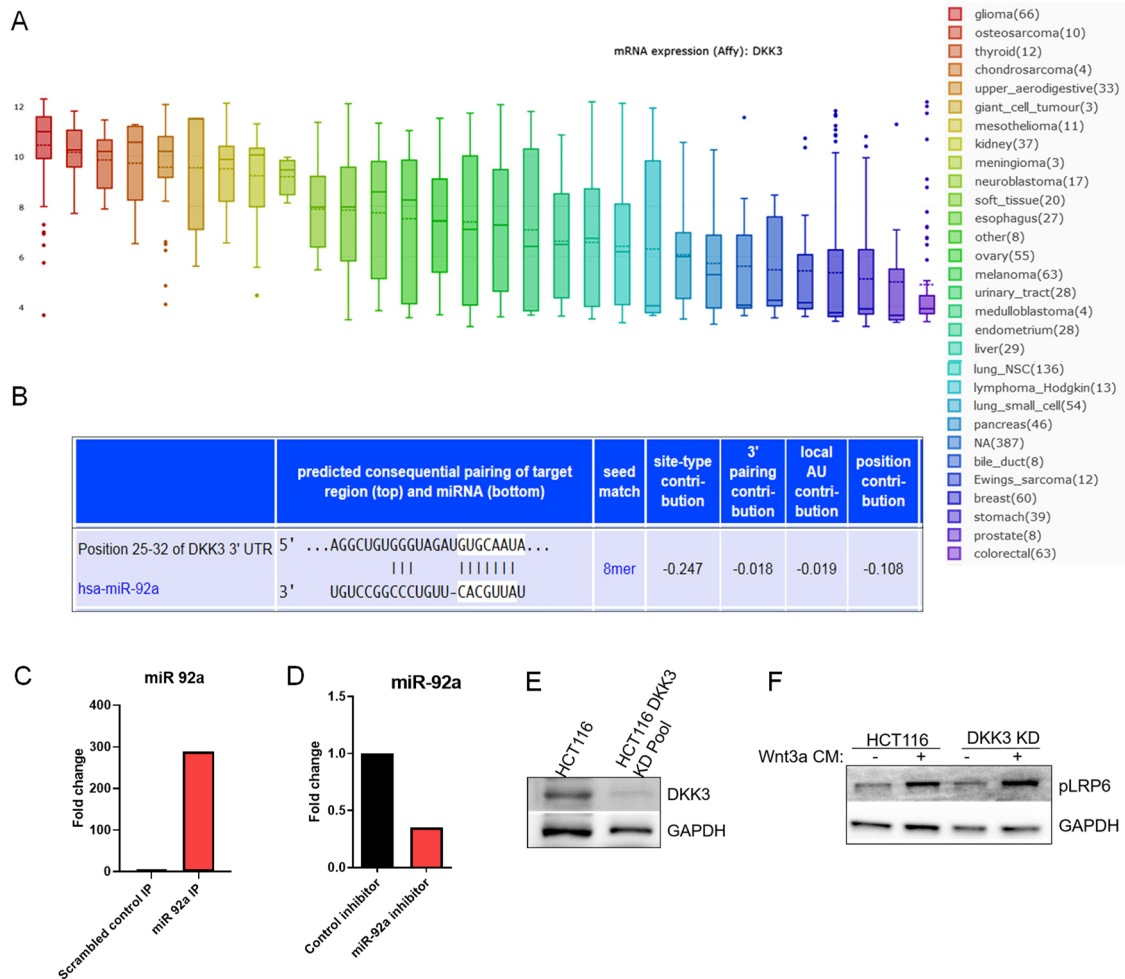 A
mRNA expression (Affy): DKK3
12
10
8
6
4
glioma(66)
osteosarcoma(10)
thyroid(12)
chondrosarcoma(4)
upper_aerodigestive(33)
giant_cell_tumour(3)
mesothelioma(11)
kidney(37)
meningioma(3)
neuroblastoma(17)
soft_tissue(20)
esophagus(27)
other(8)
ovary(55)
melanoma(63)
urinary_tract(28)
medulloblastoma(4)
endometrium(28)
liver(29)
lung_NSC(136)
lymphoma_Hodgkin(13)
lung_small_cell(54)
pancreas(46)
NA(387)
bile_duct(8)
Ewings_sarcoma(12)
breast(60)
stomach(39)
prostate(8)
colorectal(63)
B
predicted consequential pairing of target
region (top) and miRNA (bottom)
seed
match
site-type
contri-
bution
3'
pairing
contri-
bution
local
AU
contri-
bution
position
contri-
bution
Position 25-32 of DKK3 3' UTR
5' ...AGGCUGUGGGUAGAUGUGCAAUA...
hsa-miR-92a
3' UGUCCGGCCCUGUU-CACGUUAU
8mer
-0.247
-0.018
-0.019
-0.108
C
miR 92a
Fold change
400
300
200
100
0
Scrambled control IP
miR 92a IP
D
miR-92a
Fold change
1.5
1.0
0.5
0.0
Control inhibitor
miR-92a inhibitor
E
HCT116
HCT116 DKK3
KD Pool
DKK3
GAPDH
F
HCT116 DKK3 KD
Wnt3a CM: - + - +
pLRP6
GAPDH